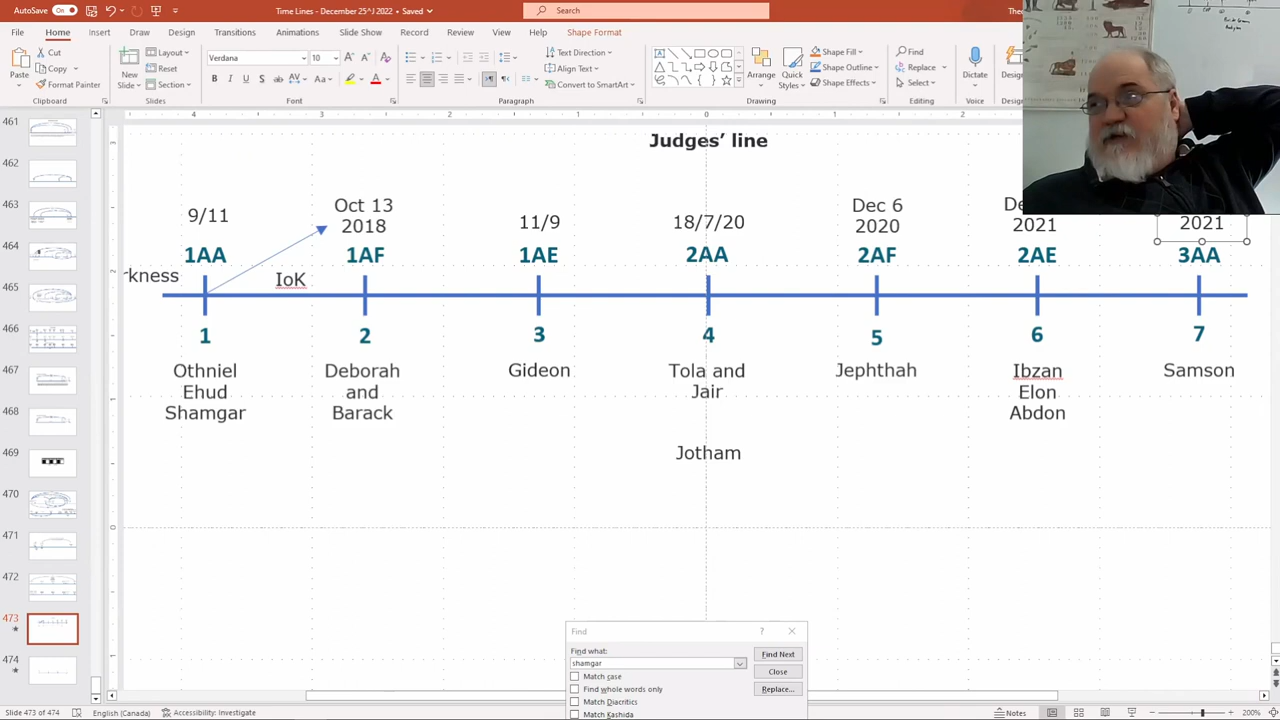 AutoSave On Time Lines - December 25^J 2022 • Saved Search
File Home Insert Draw Design Transitions Animations Slide Show Record Review View Help Shape Format
Paste Cut Copy Format Painter
Clipboard
New Slide Layout Reset Section
Slides
Verdana 10
Font
Text Direction Align Text Convert to SmartArt
Paragraph
Arrange Quick Styles Shape Fill Shape Outline Shape Effects
Drawing
Find Replace Select
Editing
Dictate
Voice
461
463
467
470
471
472
473
474
Judges’ line
9/11
Oct 13
2018
11/9
18/7/20
Dec 6
2020
2021
2021
1AA 1AF 1AE 2AA 2AF 2AE 3AA
rkness IoK
1 2 3 4 5 6 7
Othniel
Ehud
Shamgar
Deborah
and
Barack
Gideon
Tola and
Jair
Jephthah
Ibzan
Elon
Abdon
Samson
Jotham
Find ?
Find what:
shamgar
Find Next
Close
Replace...
Match case
Find whole words only
Match Diacritics
Match Kashida
Slide 473 of 474 English (Canada) Accessibility: Investigate Notes 200%